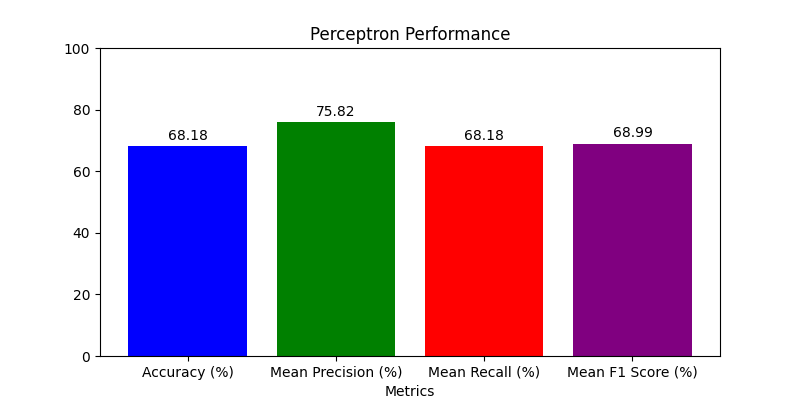 Perceptron Performance
100
80
60
40
20
0
68.18
75.82
68.18
68.99
Accuracy (%)
Mean Precision (%)
Mean Recall (%)
Mean F1 Score (%)
Metrics